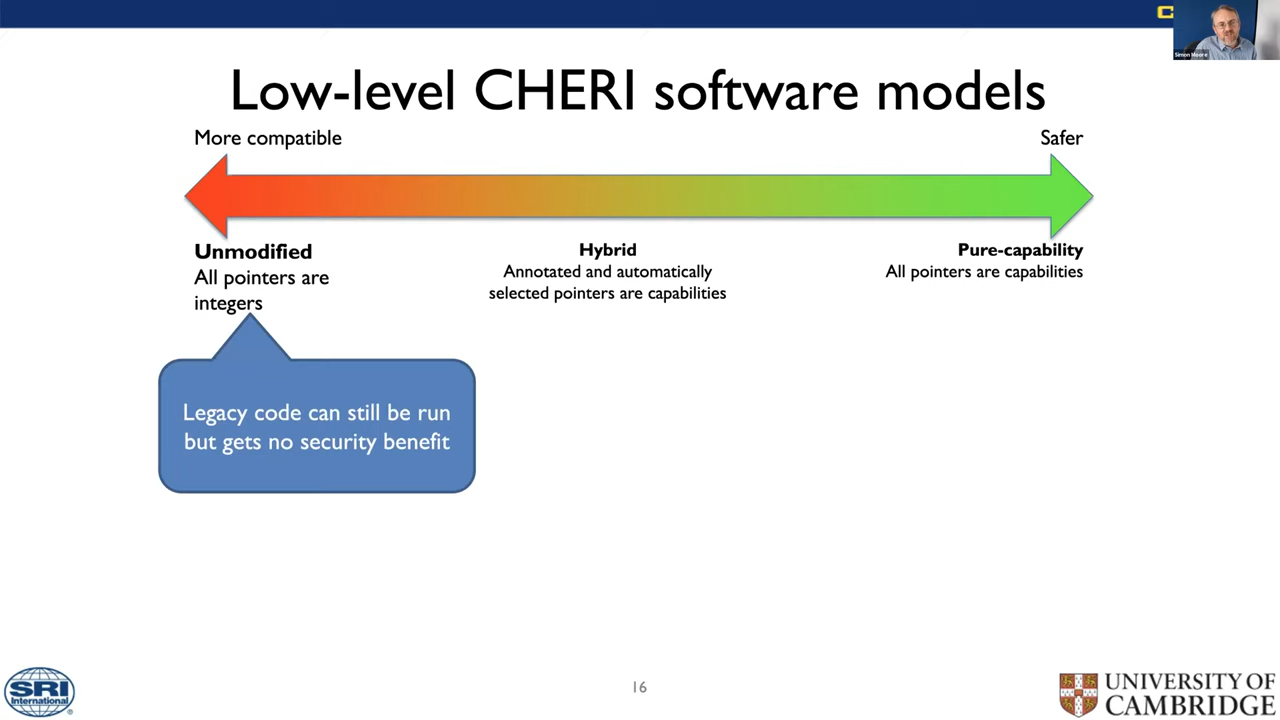 C
Simon Moore
Low-level CHERI software models
More compatible
Safer
Unmodified
All pointers are
integers
Hybrid
Annotated and automatically
selected pointers are capabilities
Pure-capability
All pointers are capabilities
Legacy code can still be run
but gets no security benefit
SRI
International
®
16
UNIVERSITY OF
CAMBRIDGE